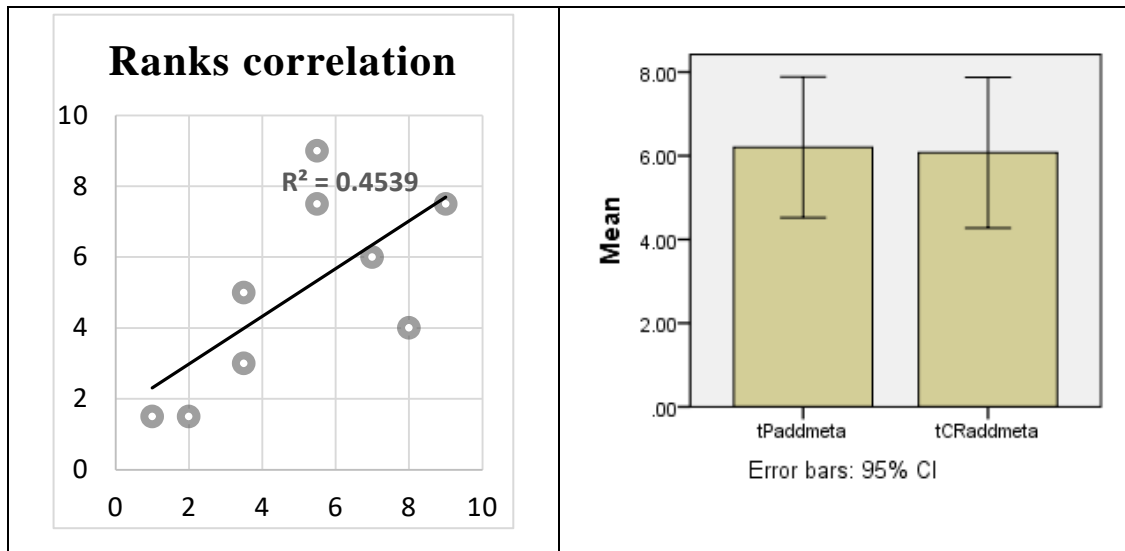 Ranks correlation
10
8
6
4
2
0
R² = 0.4539
0 2 4 6 8 10
Mean
8.00
6.00
4.00
2.00
.00
tPaddmeta tCRaddmeta
Error bars: 95% CI